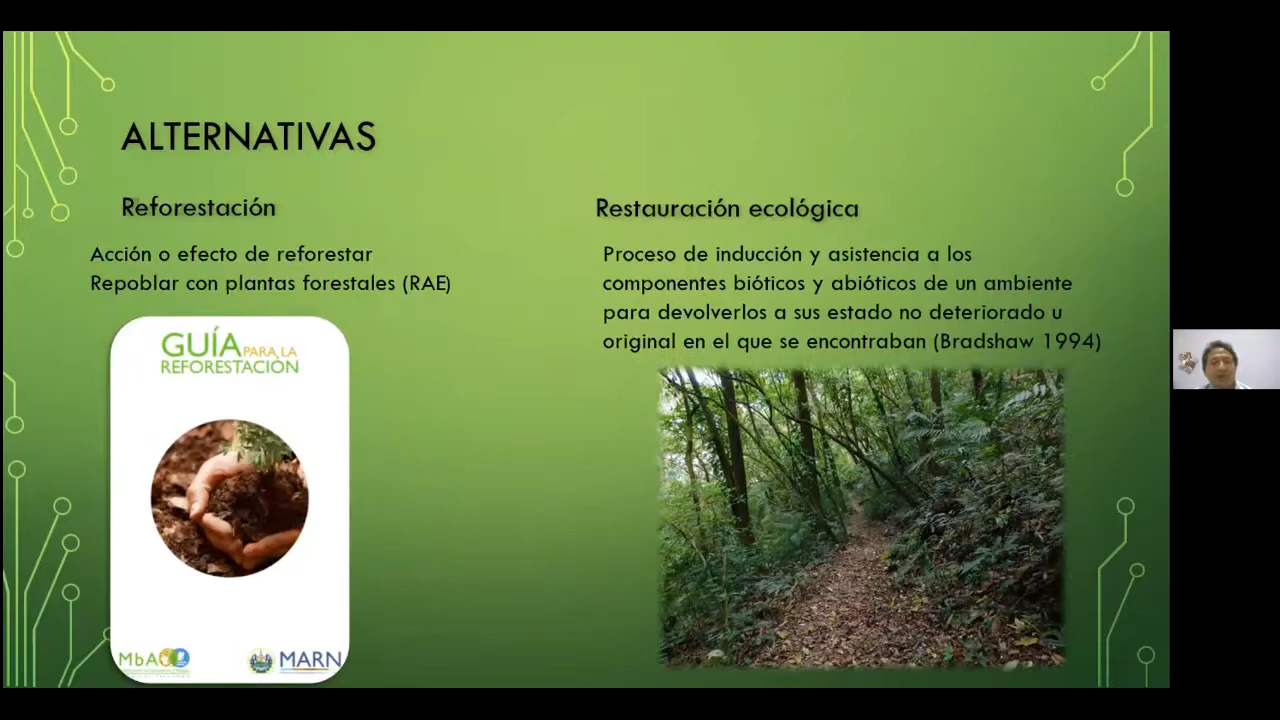 ALTERNATIVAS
Reforestación
Acción o efecto de reforestar
Repoblar con plantas forestales (RAE)
GUÍA PARA LA
REFORESTACIÓN
MbA
MARN
Restauración ecológica
Proceso de inducción y asistencia a los
componentes bióticos y abióticos de un ambiente
para devolverlos a sus estado no deteriorado u
original en el que se encontraban (Bradshaw 1994)